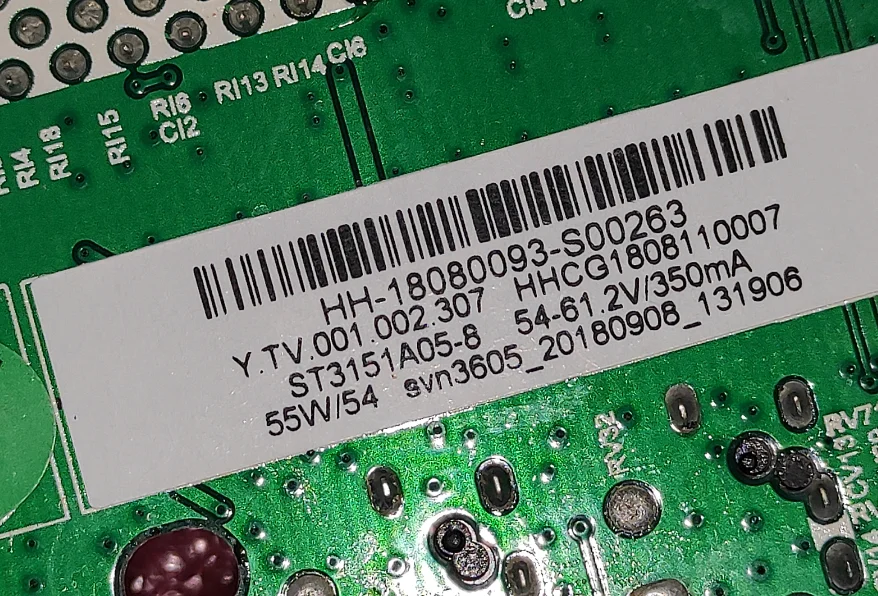 RI13 RI14 CI6
RI6
CI2
RI15
RI18
RI4
HH-18080093-S00263
Y.TV.001.002.307 HHCG1808110007
ST3151A05-8 54-61.2V/350mA
55W/54 svn3605_20180908_131906
RV32